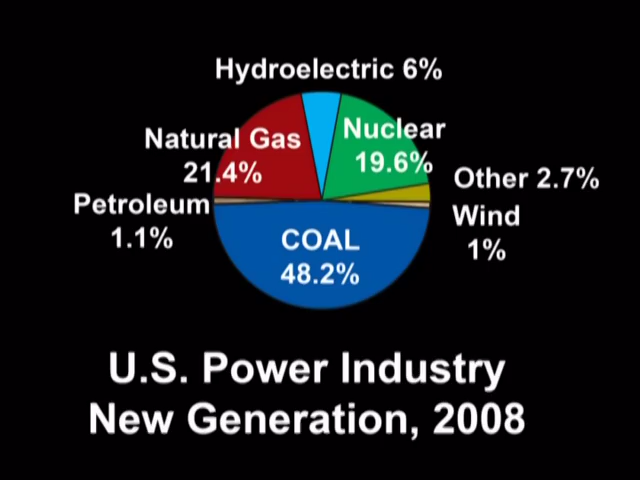 Hydroelectric 6%
Natural Gas
21.4%
Nuclear
19.6%
Other 2.7%
Petroleum
1.1%
Wind
1%
COAL
48.2%
U.S. Power Industry
New Generation, 2008